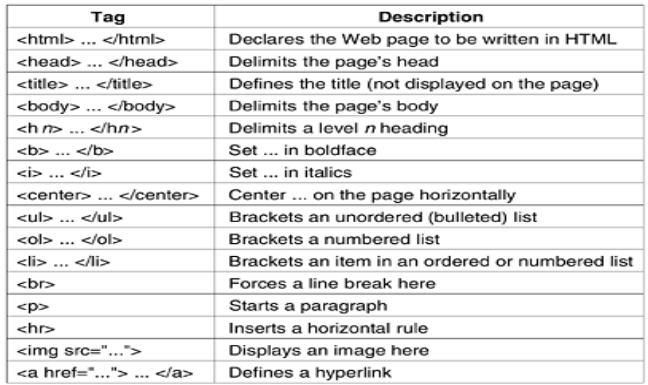 Tag Description
<html> ... </html> Declares the Web page to be written in HTML
<head> ... </head> Delimits the page's head
<title> ... </title> Defines the title (not displayed on the page)
<body> ... </body> Delimits the page's body
<h n> ... </hn> Delimits a level n heading
<b> ... </b> Set ... in boldface
<i> ... </i> Set ... in italics
<center> ... </center> Center ... on the page horizontally
<ul> ... </ul> Brackets an unordered (bulleted) list
<ol> ... </ol> Brackets a numbered list
<li> ... </li> Brackets an item in an ordered or numbered list
<br> Forces a line break here
<p> Starts a paragraph
<hr> Inserts a horizontal rule
<img src="..."> Displays an image here
<a href="..."> ... </a> Defines a hyperlink